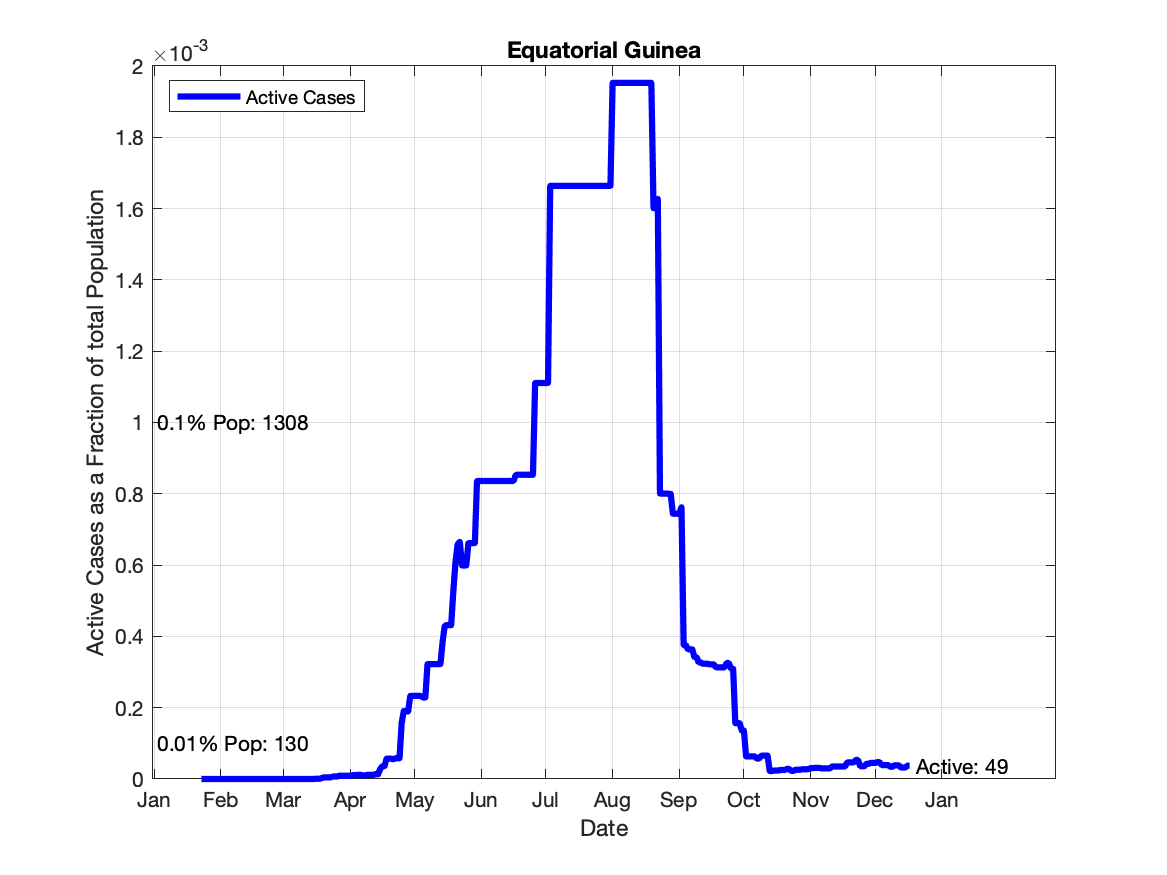 Equatorial Guinea
×10-3
Active Cases
2
1.8
1.6
1.4
1.2
1
0.8
0.6
0.4
0.2
0
Active Cases as a Fraction of total Population
0.1% Pop: 1308
0.01% Pop: 130
Active: 49
Jan Feb Mar Apr May Jun Jul Aug Sep Oct Nov Dec Jan
Date